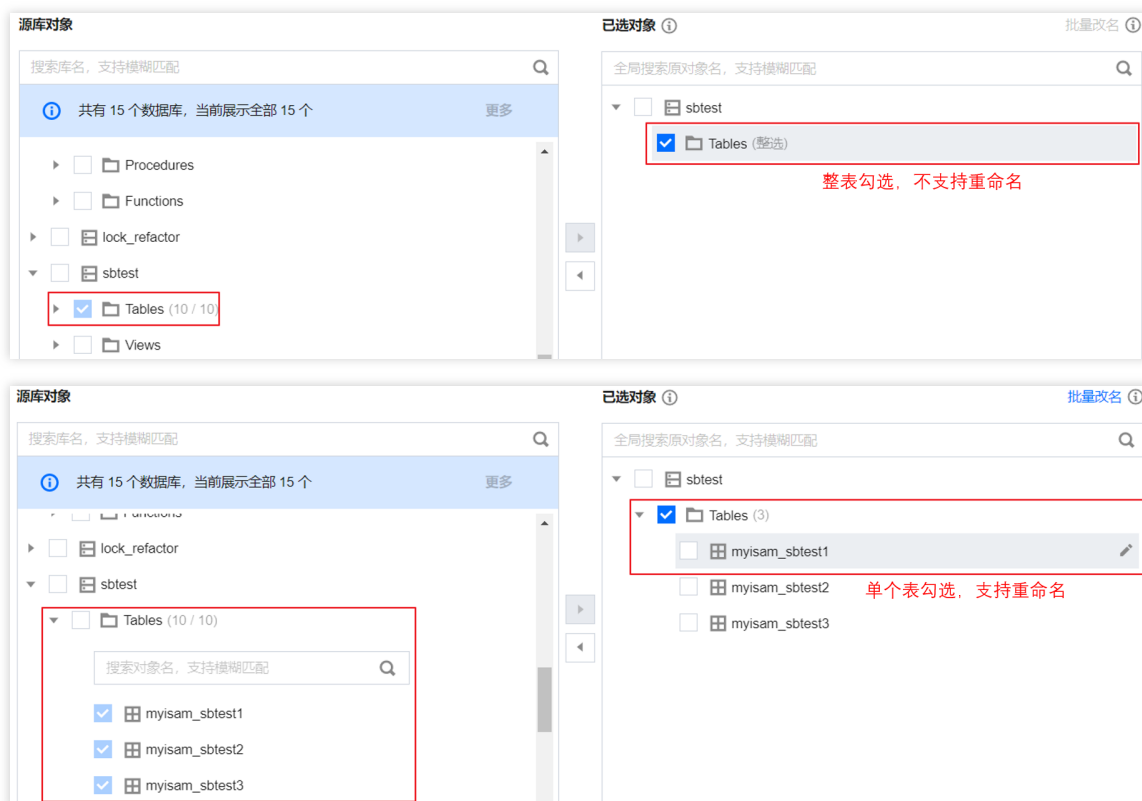 源库对象
搜索库名，支持模糊匹配
共有 15 个数据库，当前展示全部 15 个 更多
Procedures
Functions
lock_refactor
sbtest
Tables (10 / 10)
Views
已选对象 批量改名
全局搜索原对象名，支持模糊匹配
sbtest
Tables (整选)
整表勾选，不支持重命名
源库对象
搜索库名，支持模糊匹配
共有 15 个数据库，当前展示全部 15 个 更多
Functions
lock_refactor
sbtest
Tables (10 / 10)
搜索对象名，支持模糊匹配
myisam_sbtest1
myisam_sbtest2
myisam_sbtest3
已选对象 批量改名
全局搜索原对象名，支持模糊匹配
sbtest
Tables (3)
myisam_sbtest1
myisam_sbtest2
单个表勾选，支持重命名
myisam_sbtest3